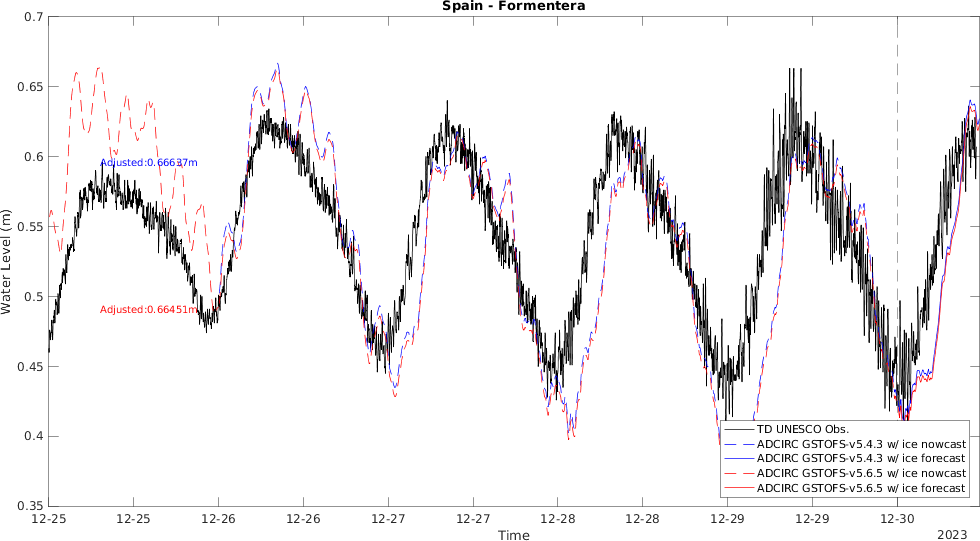 Spain - Formentera
0.7
0.65
0.6
0.55
0.5
0.45
0.4
0.35
Water Level (m)
Adjusted:0.66637m
Adjusted:0.66451m
TD UNESCO Obs.
ADCIRC GSTOFS-v5.4.3 w/ ice nowcast
ADCIRC GSTOFS-v5.4.3 w/ ice forecast
ADCIRC GSTOFS-v5.6.5 w/ ice nowcast
ADCIRC GSTOFS-v5.6.5 w/ ice forecast
12-25 12-25 12-26 12-26 12-27 12-27 12-28 12-28 12-29 12-29 12-30
Time
2023